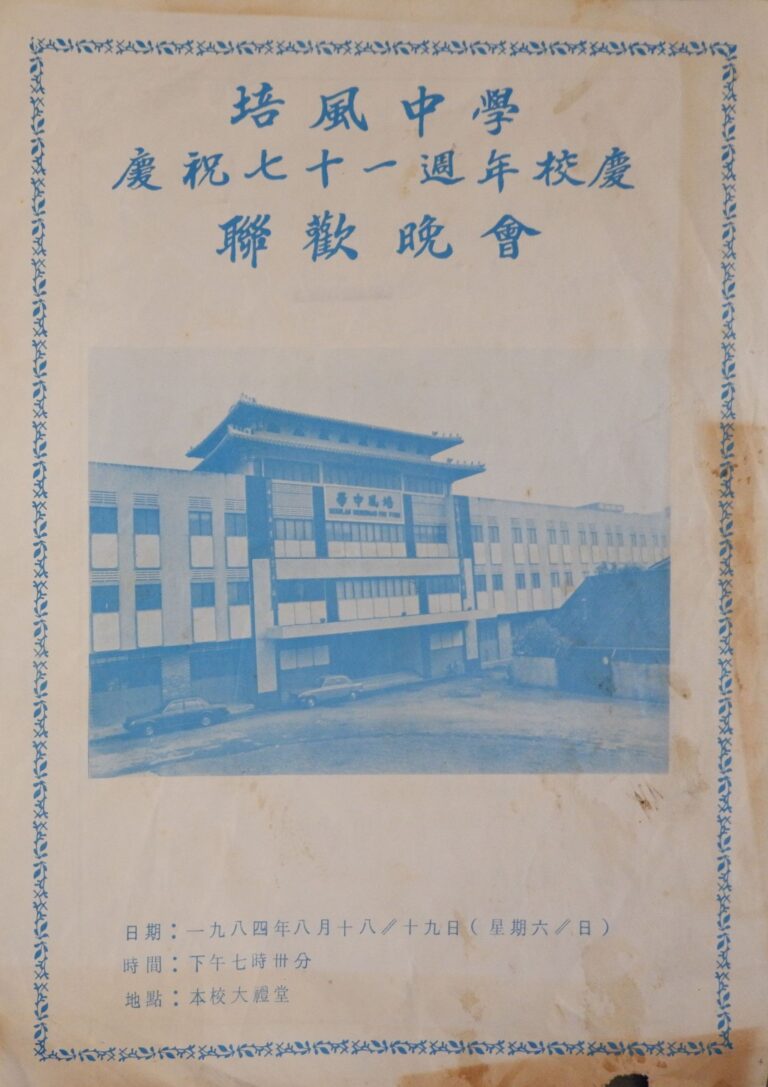 培風中學
慶祝七十一週年校慶
聯歡晚會
學中風培
日期：一九八四年八月十八∥十九日（星期六∥日）
時間：下午七時卅分
地點：本校大禮堂